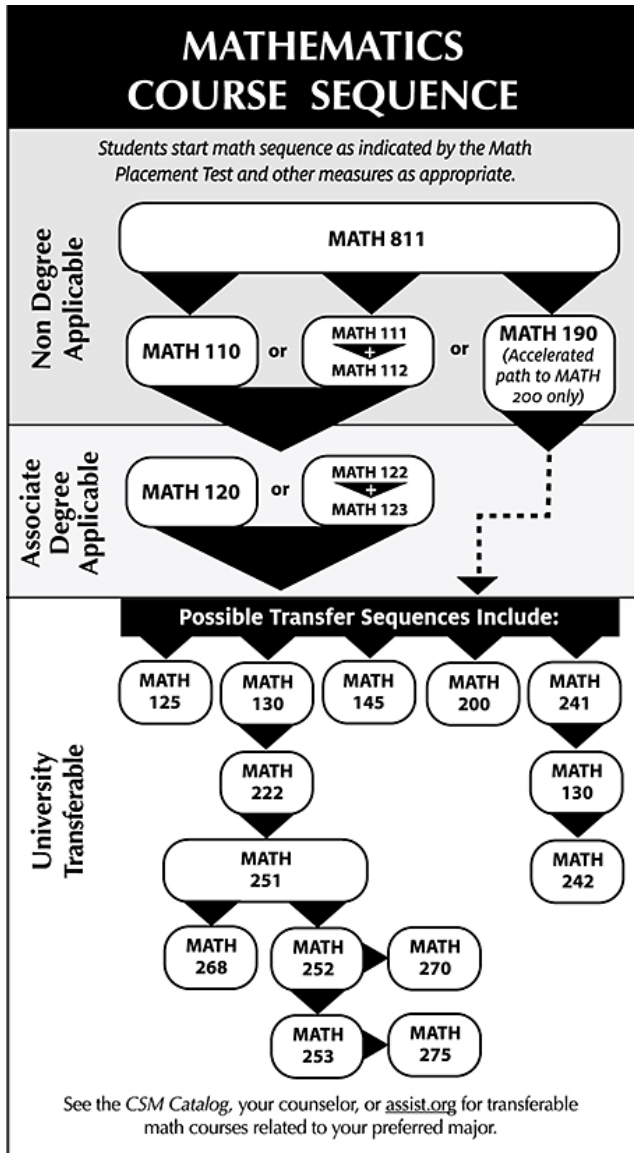 MATHEMATICS
COURSE SEQUENCE
Students start math sequence as indicated by the Math
Placement Test and other measures as appropriate.
Non Degree
Applicable
MATH 811
MATH 110
or
MATH 111
+
MATH 112
or
MATH 190
(Accelerated
path to MATH
200 only)
Associate
Degree
Applicable
MATH 120
or
MATH 122
+
MATH 123
University
Transferable
Possible Transfer Sequences Include:
MATH
125
MATH
130
MATH
145
MATH
200
MATH
241
MATH
222
MATH
130
MATH
251
MATH
242
MATH
268
MATH
252
MATH
270
MATH
253
MATH
275
See the CSM Catalog, your counselor, or assist.org for transferable
math courses related to your preferred major.